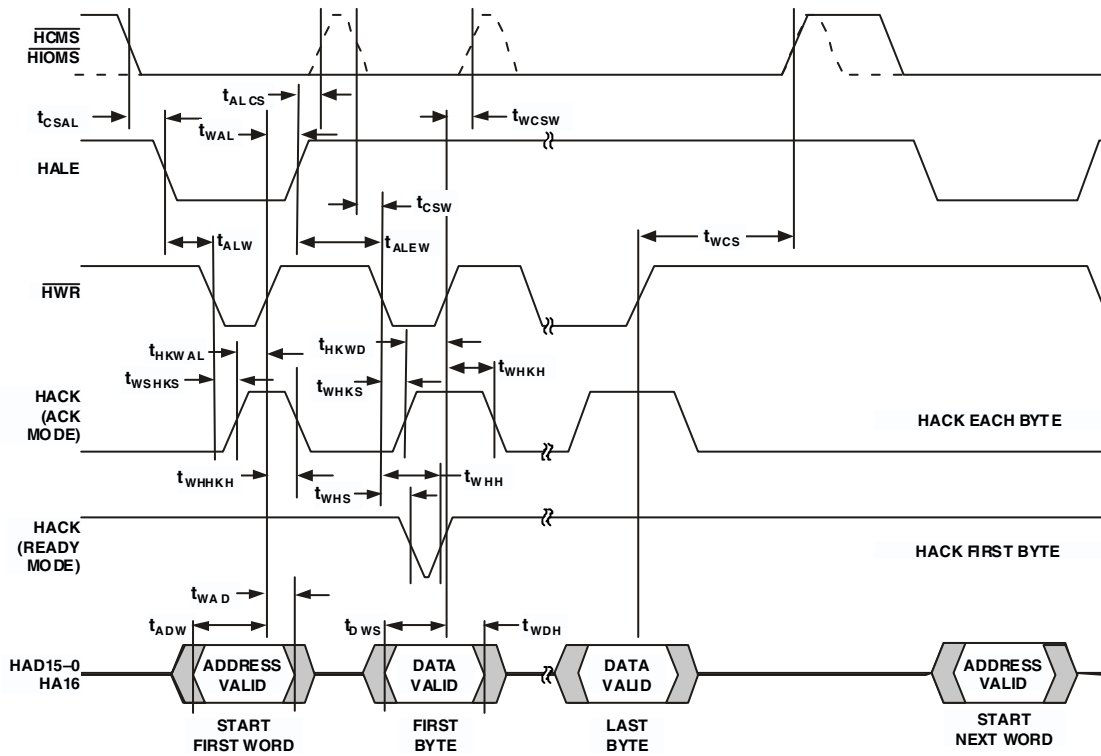 HCMS
HIOMS
tALCS
tCSAL
tWAL
tWCSW
HALE
tCSW
tALW
tALEW
tWCS
HWR
tHKWAL
tHKWD
tWHKH
tWSHKS
tWHKS
HACK
(ACK
MODE)
HACK EACH BYTE
tWHHKH
tWHS
tWHH
HACK
(READY
MODE)
HACK FIRST BYTE
tWAD
tADW
tDWS
tWDH
HAD15–0
HA16
ADDRESS
VALID
DATA
VALID
DATA
VALID
ADDRESS
VALID
START
FIRST WORD
FIRST
BYTE
LAST
BYTE
START
NEXT WORD